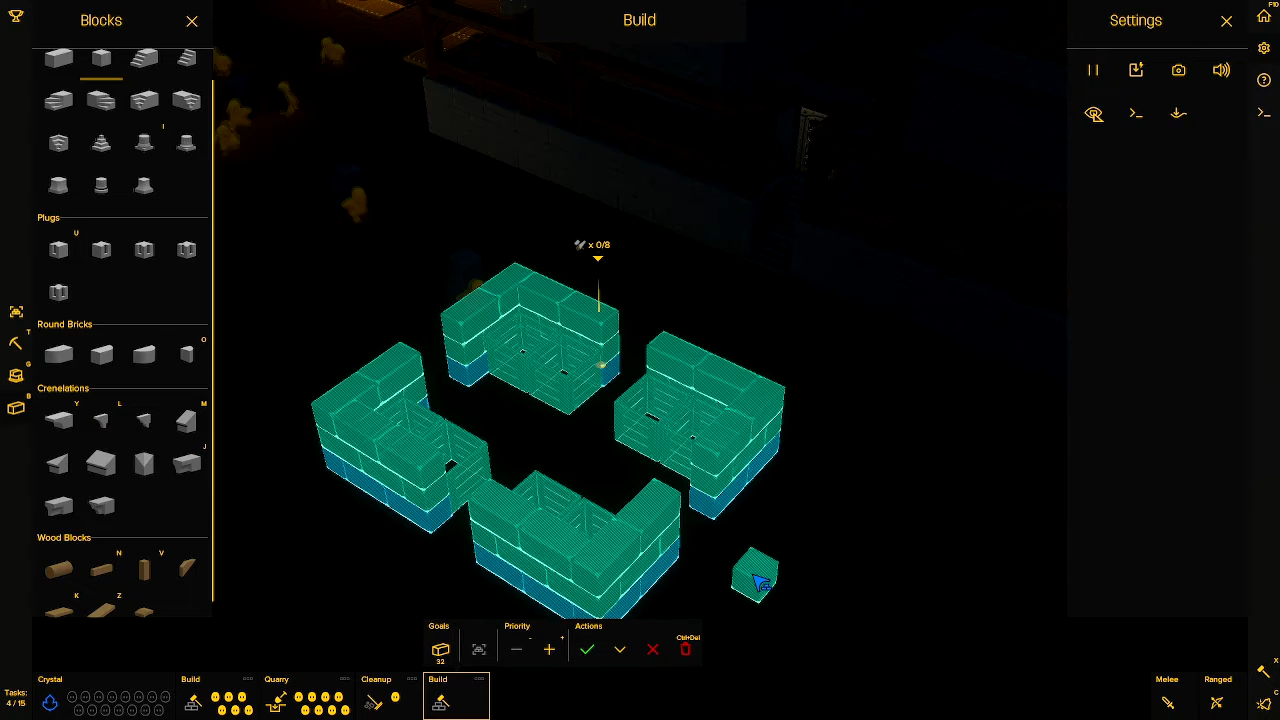 Blocks
Build
Settings
F10
I
Plugs
U
x 0/8
Round Bricks
O
T
G
B
Crenelations
Y
L
M
J
Wood Blocks
N
V
K
Z
Goals
Priority
Actions
- +
Ctrl+Del
32
Tasks:
4 / 15
Crystal
Build
Quarry
Cleanup
Build
Melee
Ranged
X
C